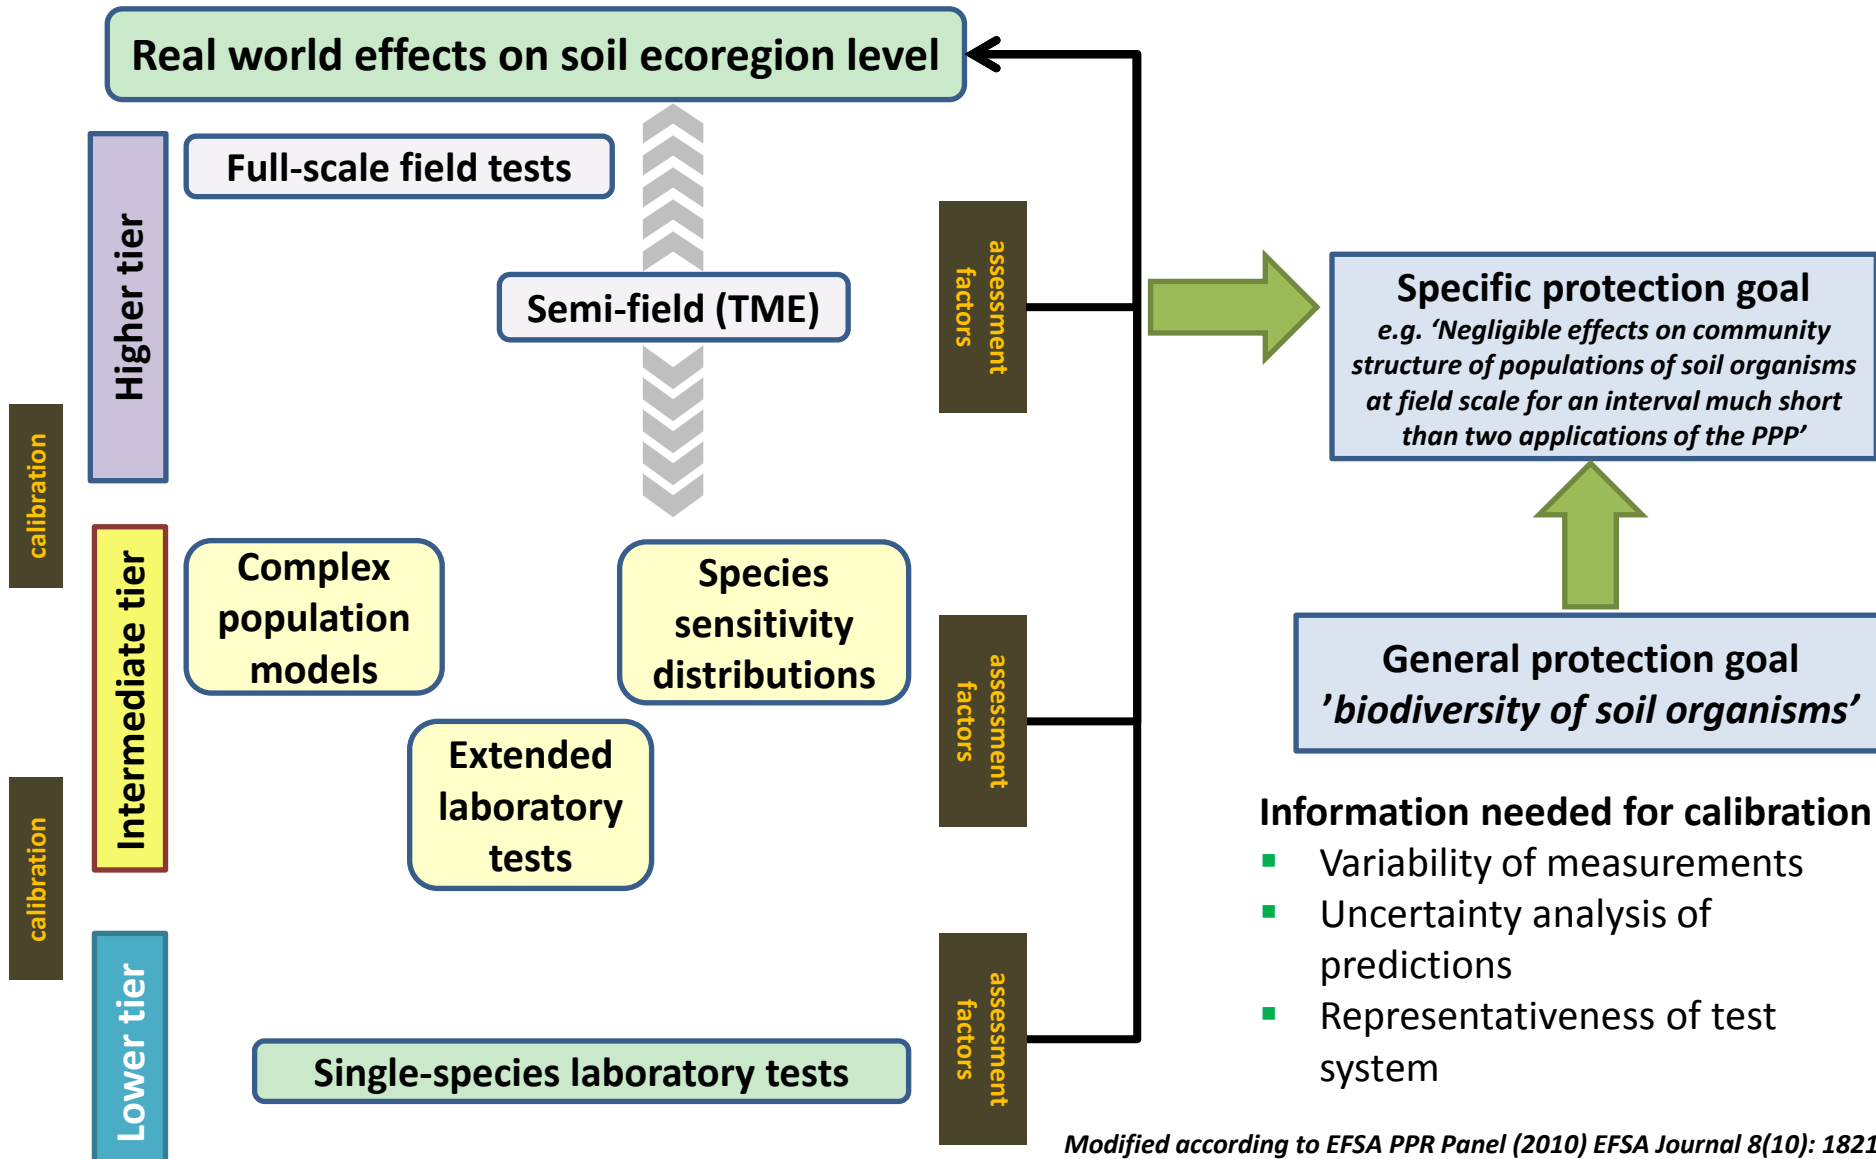 Real world effects on soil ecoregion level
Higher tier
Full-scale field tests
Semi-field (TME)
assessment
factors
calibration
Intermediate tier
Complex
population
models
Species
sensitivity
distributions
Extended
laboratory
tests
assessment
factors
calibration
Lower tier
Single-species laboratory tests
assessment
factors
Specific protection goal
e.g. ‘Negligible effects on community
structure of populations of soil organisms
at field scale for an interval much short
than two applications of the PPP’
General protection goal
’biodiversity of soil organisms’
Information needed for calibration
▪ Variability of measurements
▪ Uncertainty analysis of
predictions
▪ Representativeness of test
system
Modified according to EFSA PPR Panel (2010) EFSA Journal 8(10): 1821